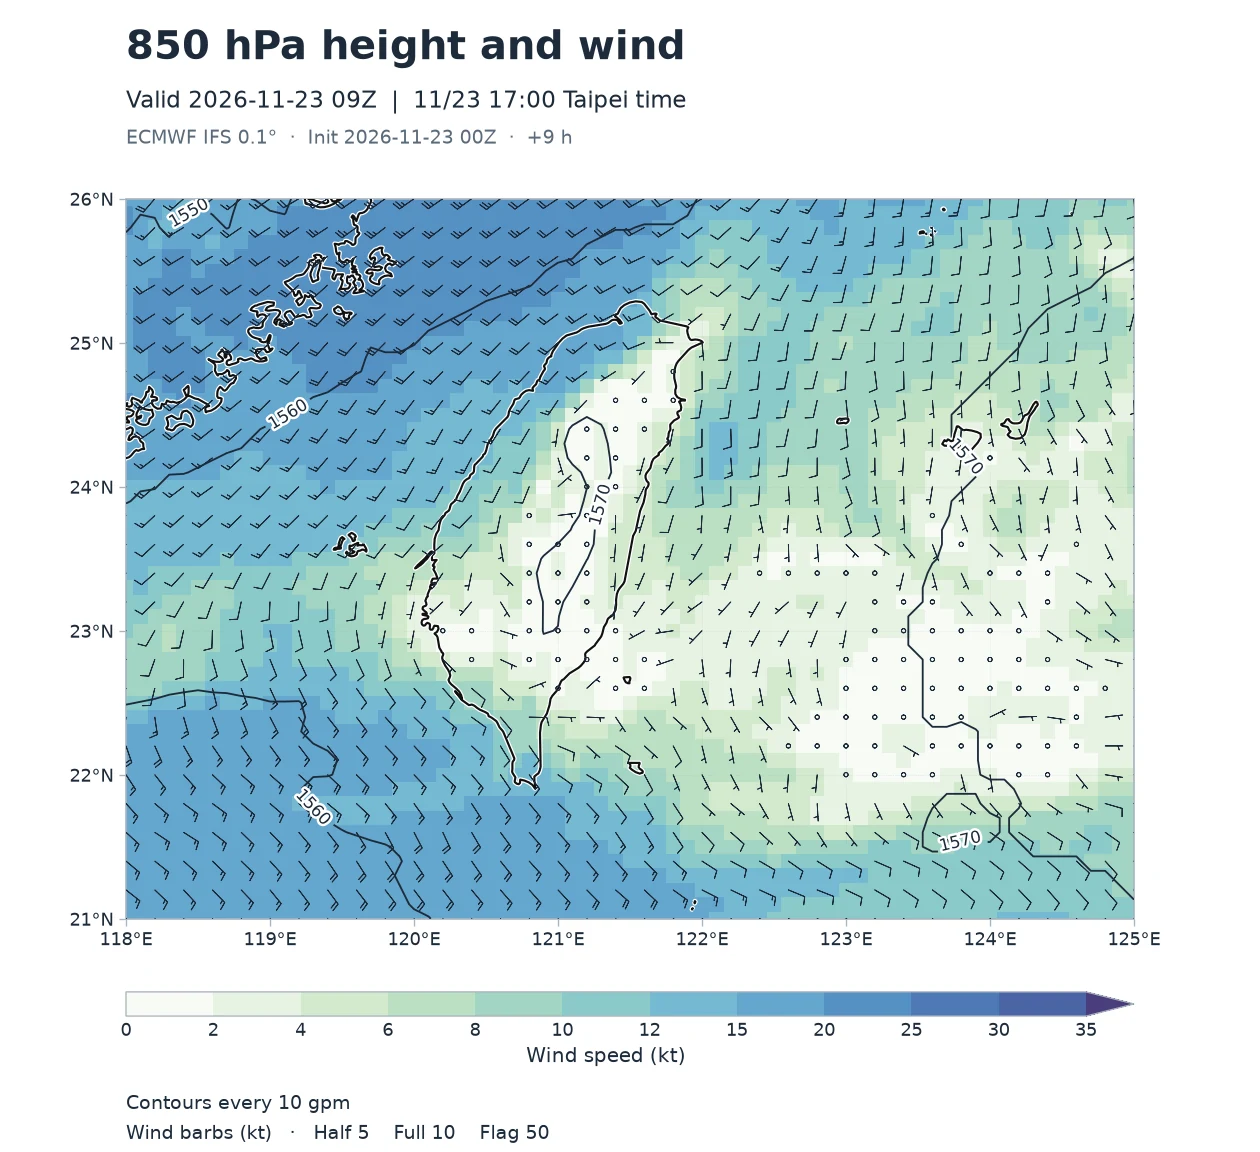 850 hPa height and wind
Valid 2026-11-23 09Z | 11/23 17:00 Taipei time
ECMWF IFS 0.1° · Init 2026-11-23 00Z · +9 h
26°N
25°N
24°N
23°N
22°N
21°N
1550
1560
1570
1570
1560
1570
118°E 119°E 120°E 121°E 122°E 123°E 124°E 125°E
0 2 4 6 8 10 12 15 20 25 30 35
Wind speed (kt)
Contours every 10 gpm
Wind barbs (kt) · Half 5 Full 10 Flag 50